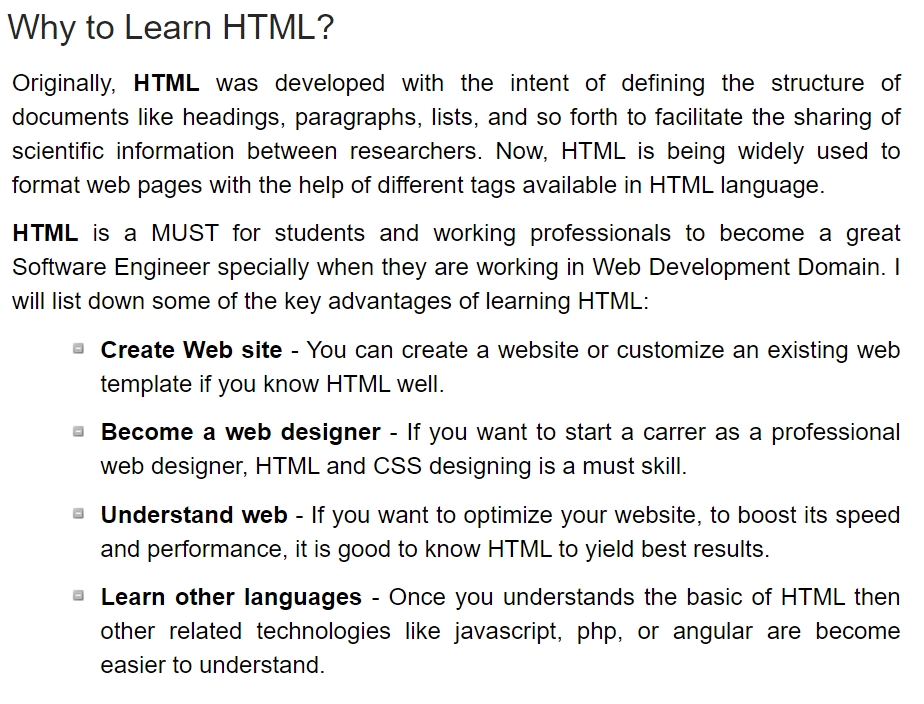 Why to Learn HTML?
Originally, HTML was developed with the intent of defining the structure of
documents like headings, paragraphs, lists, and so forth to facilitate the sharing of
scientific information between researchers. Now, HTML is being widely used to
format web pages with the help of different tags available in HTML language.
HTML is a MUST for students and working professionals to become a great
Software Engineer specially when they are working in Web Development Domain. I
will list down some of the key advantages of learning HTML:
Create Web site - You can create a website or customize an existing web
template if you know HTML well.
Become a web designer - If you want to start a carrer as a professional
web designer, HTML and CSS designing is a must skill.
Understand web - If you want to optimize your website, to boost its speed
and performance, it is good to know HTML to yield best results.
Learn other languages - Once you understands the basic of HTML then
other related technologies like javascript, php, or angular are become
easier to understand.